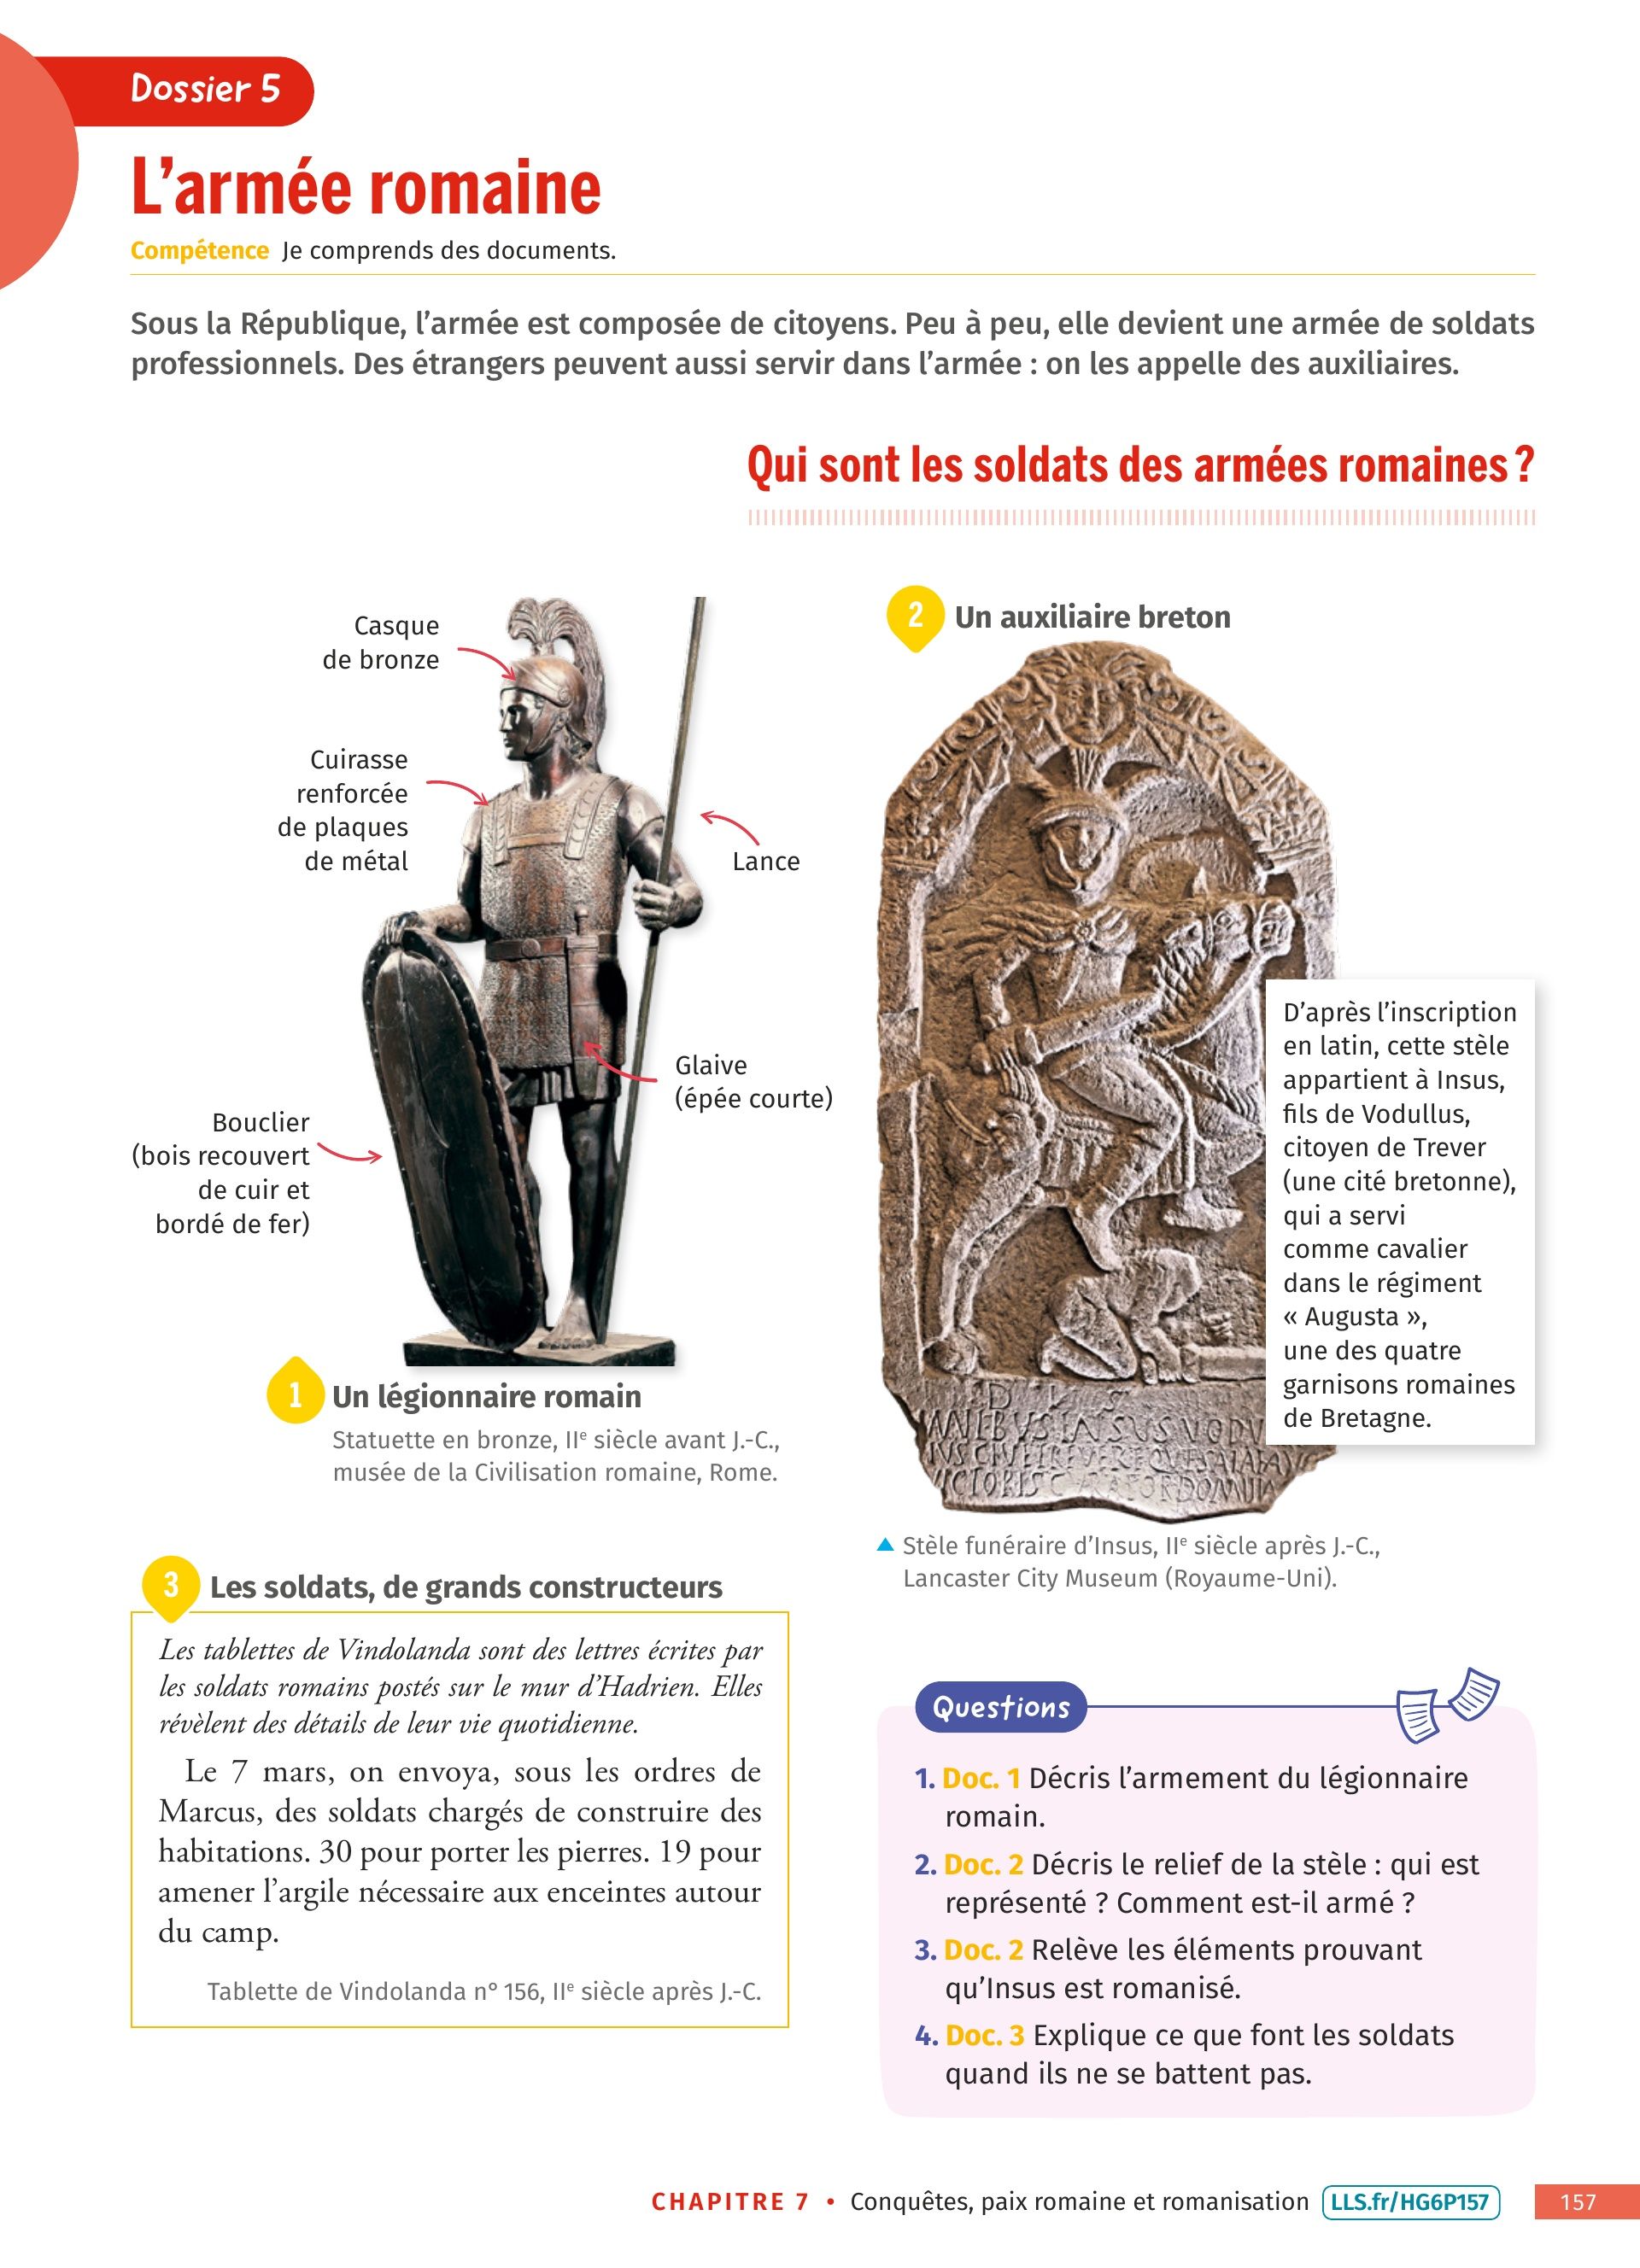 Dossier 5
L'armée romaine
Compétence Je comprends des documents.
Sous la République, l'armée est composée de citoyens. Peu à peu, elle devient une armée de soldats
professionnels. Des étrangers peuvent aussi servir dans l'armée : on les appelle des auxiliaires.
Qui sont les soldats des armées romaines ?
Casque
de bronze
Cuirasse
renforcée
de plaques
de métal
Lance
Glaive
(épée courte)
Bouclier
(bois recouvert
de cuir et
bordé de fer)
1 Un légionnaire romain
Statuette en bronze, IIe siècle avant J.-C.,
musée de la Civilisation romaine, Rome.
2 Un auxiliaire breton
D'après l'inscription
en latin, cette stèle
appartient à Insus,
fils de Vodullus,
citoyen de Trever
(une cité bretonne),
qui a servi
comme cavalier
dans le régiment
« Augusta »,
une des quatre
garnisons romaines
de Bretagne.
Stèle funéraire d'Insus, IIe siècle après J.-C.,
Lancaster City Museum (Royaume-Uni).
3 Les soldats, de grands constructeurs
Les tablettes de Vindolanda sont des lettres écrites par
les soldats romains postés sur le mur d'Hadrien. Elles
révèlent des détails de leur vie quotidienne.
Le 7 mars, on envoya, sous les ordres de
Marcus, des soldats chargés de construire des
habitations. 30 pour porter les pierres. 19 pour
amener l'argile nécessaire aux enceintes autour
du camp.
Tablette de Vindolanda n° 156, IIe siècle après J.-C.
Questions
1. Doc. 1 Décris l'armement du légionnaire
romain.
2. Doc. 2 Décris le relief de la stèle : qui est
représenté ? Comment est-il armé ?
3. Doc. 2 Relève les éléments prouvant
qu'Insus est romanisé.
4. Doc. 3 Explique ce que font les soldats
quand ils ne se battent pas.
CHAPITRE 7 • Conquêtes, paix romaine et romanisation LLS.fr/HG6P157 157